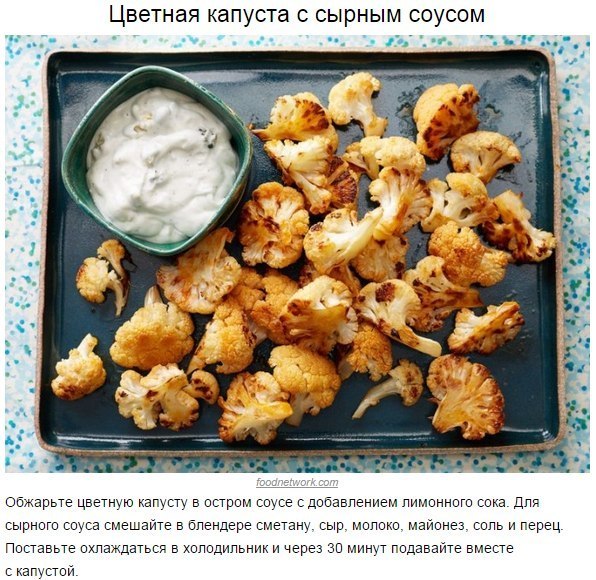 Цветная капуста с сырным соусом
foodnetwork.com
Обжарьте цветную капусту в остром соусе с добавлением лимонного сока. Для
сырного соуса смешайте в блендере сметану, сыр, молоко, майонез, соль и перец.
Поставьте охлаждаться в холодильник и через 30 минут подавайте вместе
с капустой.